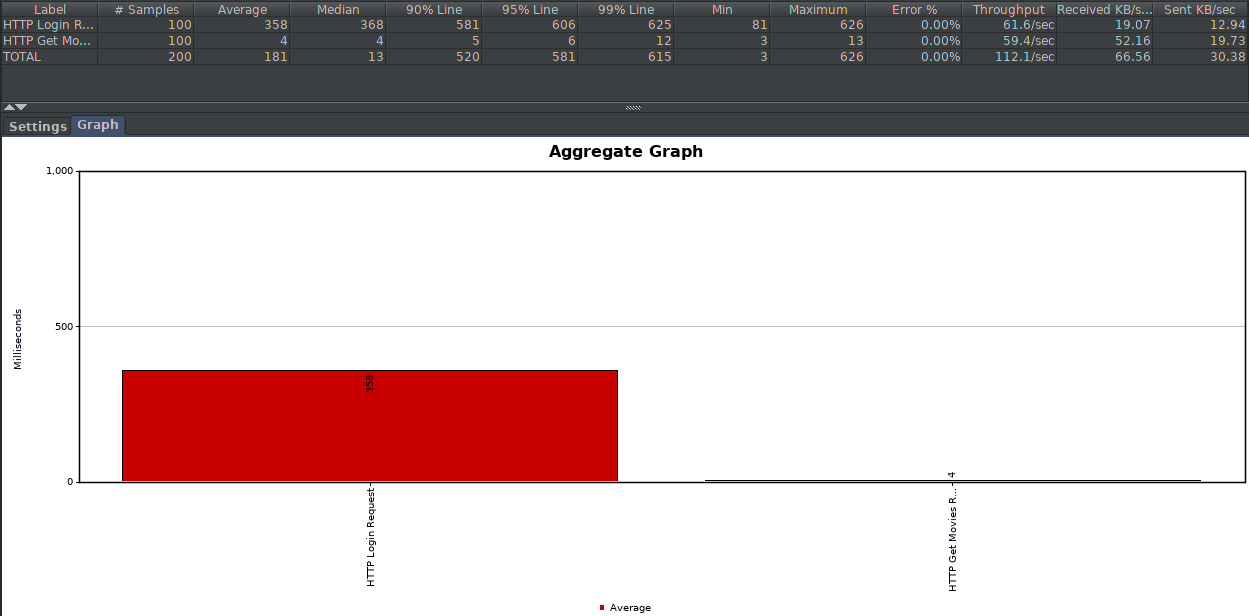 Label # Samples Average Median 90% Line 95% Line 99% Line Min Maximum Error % Throughput Received KB/s... Sent KB/sec
HTTP Login R... 100 358 368 581 606 625 81 626 0.00% 61.6/sec 19.07 12.94
HTTP Get Mo... 100 4 4 5 6 12 3 13 0.00% 59.4/sec 52.16 19.73
TOTAL 200 181 13 520 581 615 3 626 0.00% 112.1/sec 66.56 30.38
Settings Graph
Aggregate Graph
1,000
500
0
Milliseconds
358
4
HTTP Login Request
HTTP Get Movies R...
Average